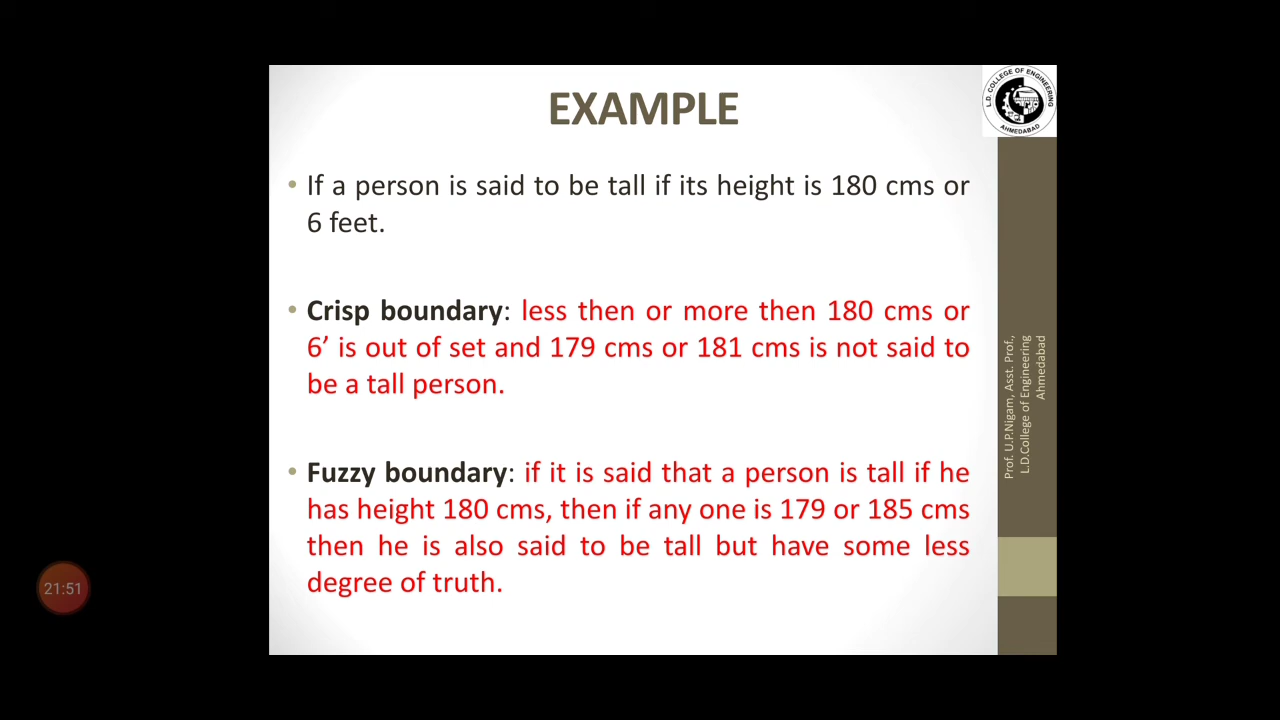 EXAMPLE
L.D. COLLEGE OF ENGINEERING
AHMEDABAD
• If a person is said to be tall if its height is 180 cms or
6 feet.
• Crisp boundary: less then or more then 180 cms or
6’ is out of set and 179 cms or 181 cms is not said to
be a tall person.
• Fuzzy boundary: if it is said that a person is tall if he
has height 180 cms, then if any one is 179 or 185 cms
then he is also said to be tall but have some less
degree of truth.
Prof. U.P.Nigam, Asst. Prof.,
L.D.College of Engineering
Ahmedabad
21:51